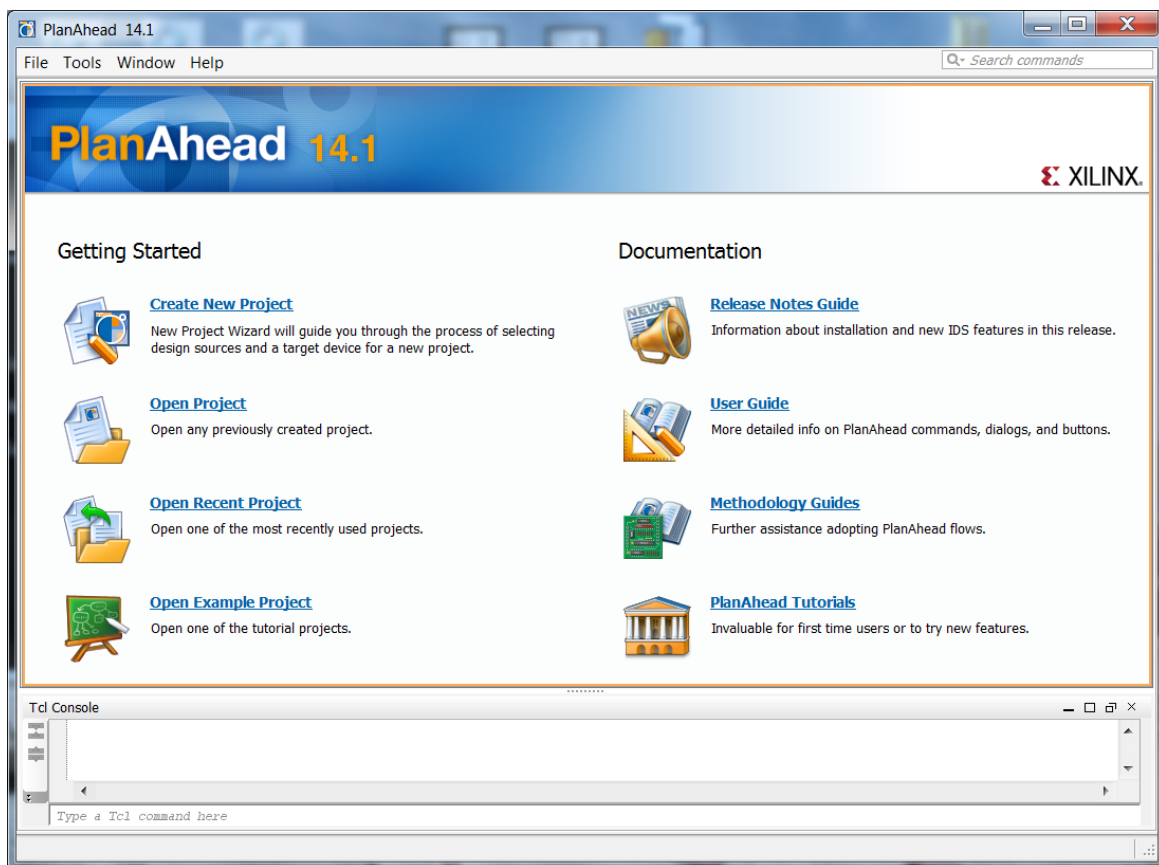 PlanAhead 14.1
File Tools Window Help
Search commands
PlanAhead 14.1
XILINX.
Getting Started
Create New Project
New Project Wizard will guide you through the process of selecting
design sources and a target device for a new project.
Open Project
Open any previously created project.
Open Recent Project
Open one of the most recently used projects.
Open Example Project
Open one of the tutorial projects.
Documentation
NEWS
Release Notes Guide
Information about installation and new IDS features in this release.
User Guide
More detailed info on PlanAhead commands, dialogs, and buttons.
Methodology Guides
Further assistance adopting PlanAhead flows.
PlanAhead Tutorials
Invaluable for first time users or to try new features.
Tcl Console
Type a Tcl command here